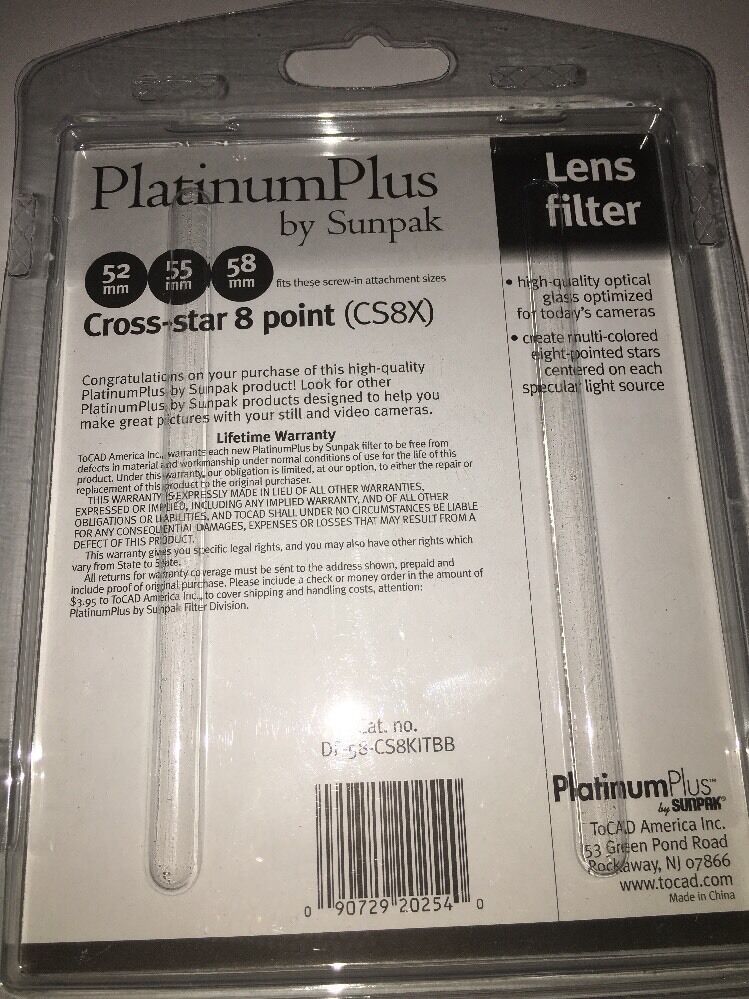 PlatinumPlus
by Sunpak
52 mm
55 mm
58 mm
fits these screw-in attachment sizes
Cross-star 8 point (CS8X)
Congratulations on your purchase of this high-quality
PlatinumPlus by Sunpak product! Look for other
PlatinumPlus by Sunpak products designed to help you
make great pictures with your still and video cameras.
Lifetime Warranty
ToCAD America Inc., warrants each new PlatinumPlus by Sunpak filter to be free from
defects in material and workmanship under normal conditions of use for the life of this
product. Under this warranty, our obligation is limited, at our option, to either the repair or
replacement of this product to the original purchaser.
THIS WARRANTY IS EXPRESSLY MADE IN LIEU OF ALL OTHER WARRANTIES,
EXPRESSED OR IMPLIED, INCLUDING ANY IMPLIED WARRANTY, AND OF ALL OTHER
OBLIGATIONS OR LIABILITIES, AND TOCAD SHALL UNDER NO CIRCUMSTANCES BE LIABLE
FOR ANY CONSEQUENTIAL DAMAGES, EXPENSES OR LOSSES THAT MAY RESULT FROM A
DEFECT OF THIS PRODUCT.
This warranty gives you specific legal rights, and you may also have other rights which
vary from State to State.
All returns for warranty coverage must be sent to the address shown, prepaid and
include proof of original purchase. Please include a check or money order in the amount of
$3.95 to ToCAD America Inc., to cover shipping and handling costs, attention:
PlatinumPlus by Sunpak Filter Division.
Cat. no.
58-CS8KITBB
0 90729 20254 0
Lens
filter
• high-quality optical
glass optimized
for today's cameras
• create multi-colored
eight-pointed stars
centered on each
specular light source
PlatinumPlus™
by SUNPAK®
ToCAD America Inc.
53 Green Pond Road
Rockaway, NJ 07866
www.tocad.com
Made in China